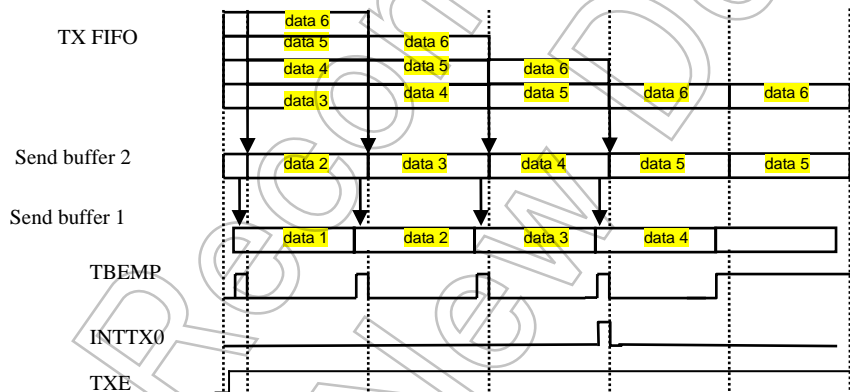 data 6
TX FIFO
data 5 data 6
data 4 data 5 data 6
data 3 data 4 data 5 data 6 data 6
Send buffer 2 data 2 data 3 data 4 data 5 data 5
Send buffer 1 data 1 data 2 data 3 data 4
TBEMP
INTTX0
TXE